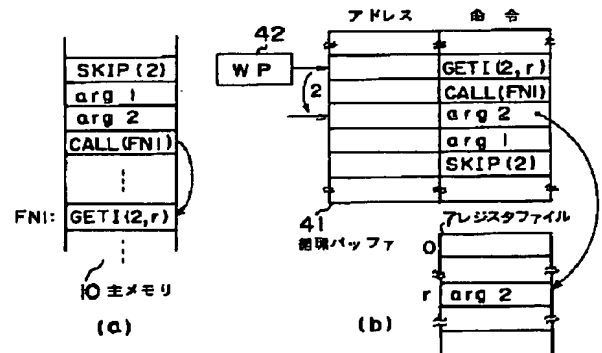 SKIP(2)
arg 1
arg 2
CALL(FN1)
FN1:
GETI(2,r)
10 主メモリ
(a)
42
WP
2
アドレス
命令
GETI(2,r)
CALL(FN1)
arg 2
arg 1
SKIP(2)
41
循環バッファ
7 レジスタファイル
0
r
arg 2
(b)